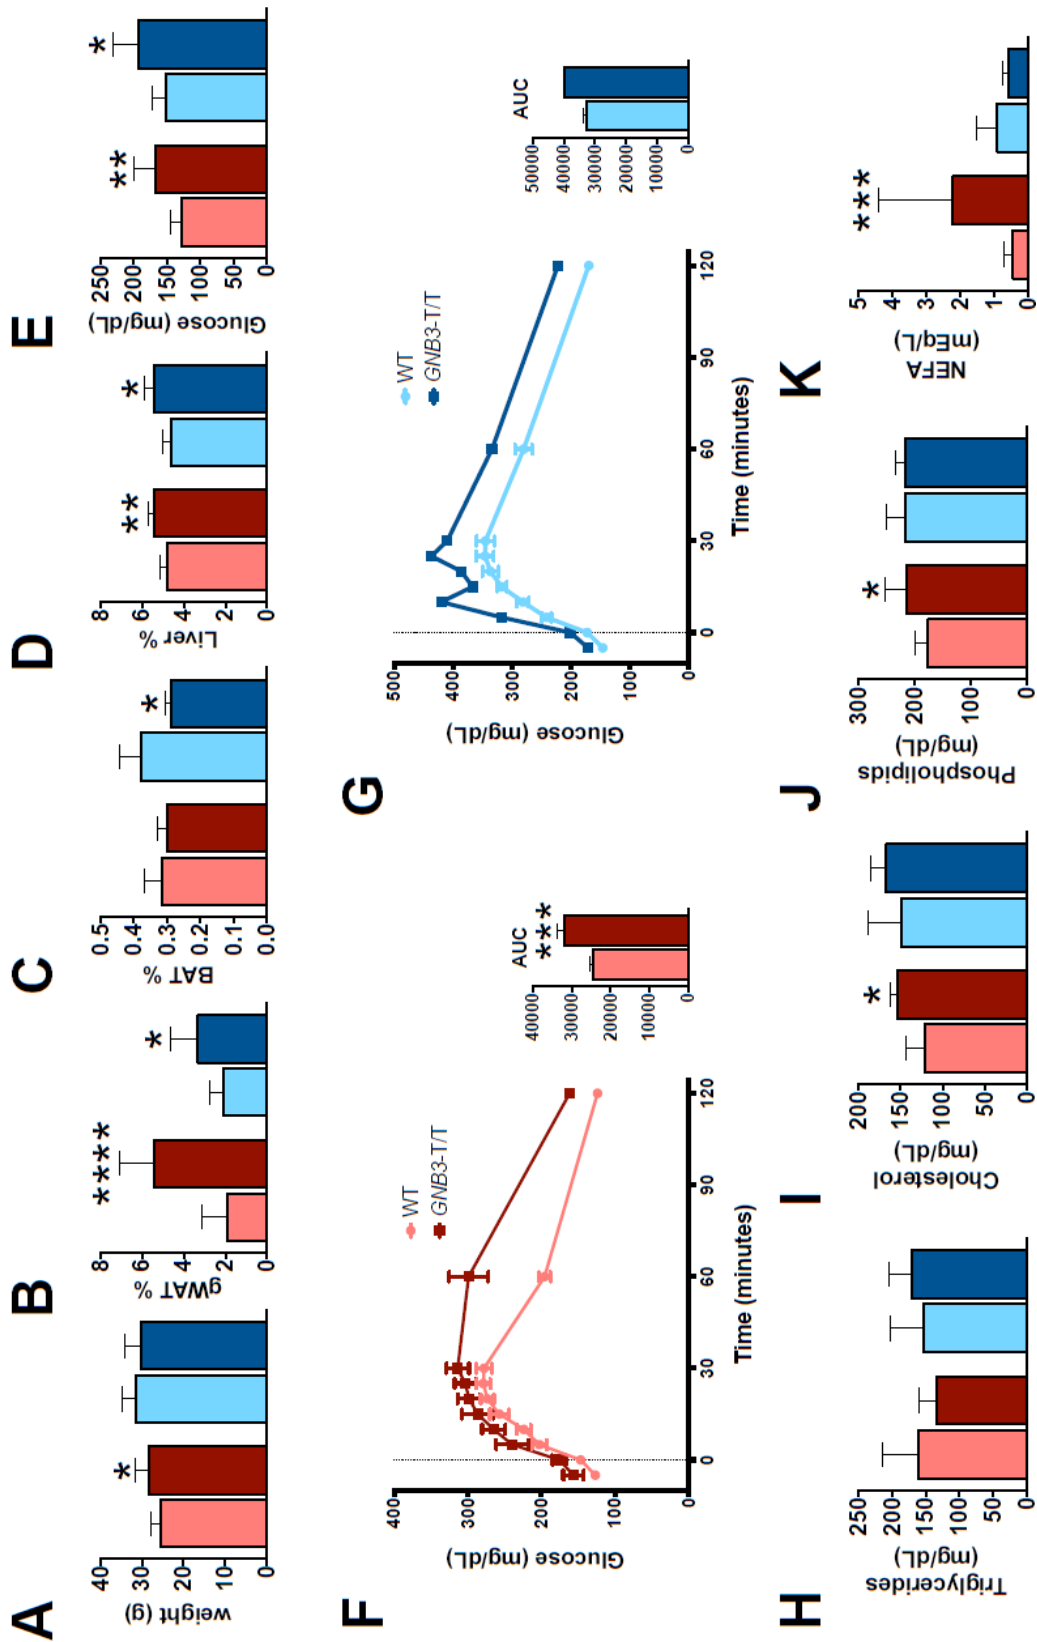 A
weight (g)
40
30
20
10
0
*
B
gWAT %
8
6
4
2
0
****
*
C
BAT %
0.5
0.4
0.3
0.2
0.1
0.0
*
D
Liver %
8
6
4
2
0
**
*
E
Glucose (mg/dL)
250
200
150
100
50
0
**
*
F
Glucose (mg/dL)
400
300
200
100
0
0
30
60
90
120
Time (minutes)
WT
GNB3-T/T
AUC
***
40000
30000
20000
10000
0
G
Glucose (mg/dL)
500
400
300
200
100
0
0
30
60
90
120
Time (minutes)
WT
GNB3-T/T
AUC
50000
40000
30000
20000
10000
0
H
Triglycerides
(mg/dL)
250
200
150
100
50
0
I
Cholesterol
(mg/dL)
200
150
100
50
0
*
J
Phospholipids
(mg/dL)
300
200
100
0
*
K
NEFA
(mEq/L)
5
4
3
2
1
0
***